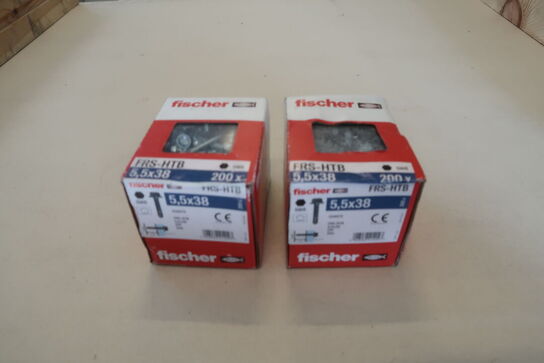 fischer
FRS-HTB
5,5x38
200 x
fischer
FRS-HTB
5,5x38
CE
fischer
fischer
FRS-HTB
5,5x38
200 x
fischer
FRS-HTB
5,5x38
CE
fischer